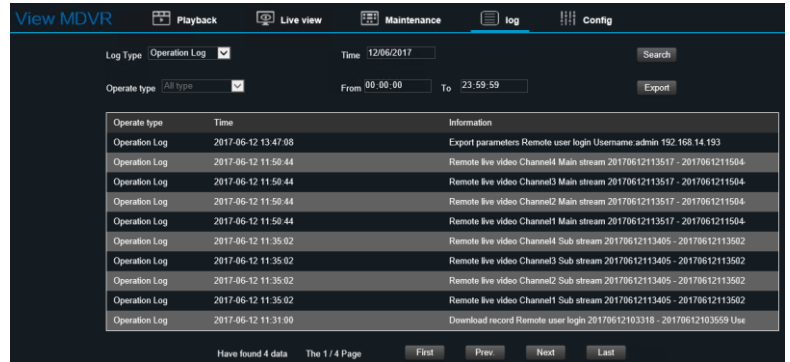 View MDVR Playback Live view Maintenance log Config
Log Type Operation Log Time 12/06/2017 Search
Operate type All type From 00:00:00 To 23:59:59 Export
Operate type Time Information
Operation Log 2017-06-12 13:47:08 Export parameters Remote user login Username:admin 192.168.14.193
Operation Log 2017-06-12 11:50:44 Remote live video Channel4 Main stream 20170612113517 - 2017061211504
Operation Log 2017-06-12 11:50:44 Remote live video Channel3 Main stream 20170612113517 - 2017061211504
Operation Log 2017-06-12 11:50:44 Remote live video Channel2 Main stream 20170612113517 - 2017061211504
Operation Log 2017-06-12 11:50:44 Remote live video Channel1 Main stream 20170612113517 - 2017061211504
Operation Log 2017-06-12 11:35:02 Remote live video Channel4 Sub stream 20170612113405 - 20170612113502
Operation Log 2017-06-12 11:35:02 Remote live video Channel3 Sub stream 20170612113405 - 20170612113502
Operation Log 2017-06-12 11:35:02 Remote live video Channel2 Sub stream 20170612113405 - 20170612113502
Operation Log 2017-06-12 11:35:02 Remote live video Channel1 Sub stream 20170612113405 - 20170612113502
Operation Log 2017-06-12 11:31:00 Download record Remote user login 20170612103318 - 20170612103559 Use
Have found 4 data The 1 / 4 Page First Prev. Next Last